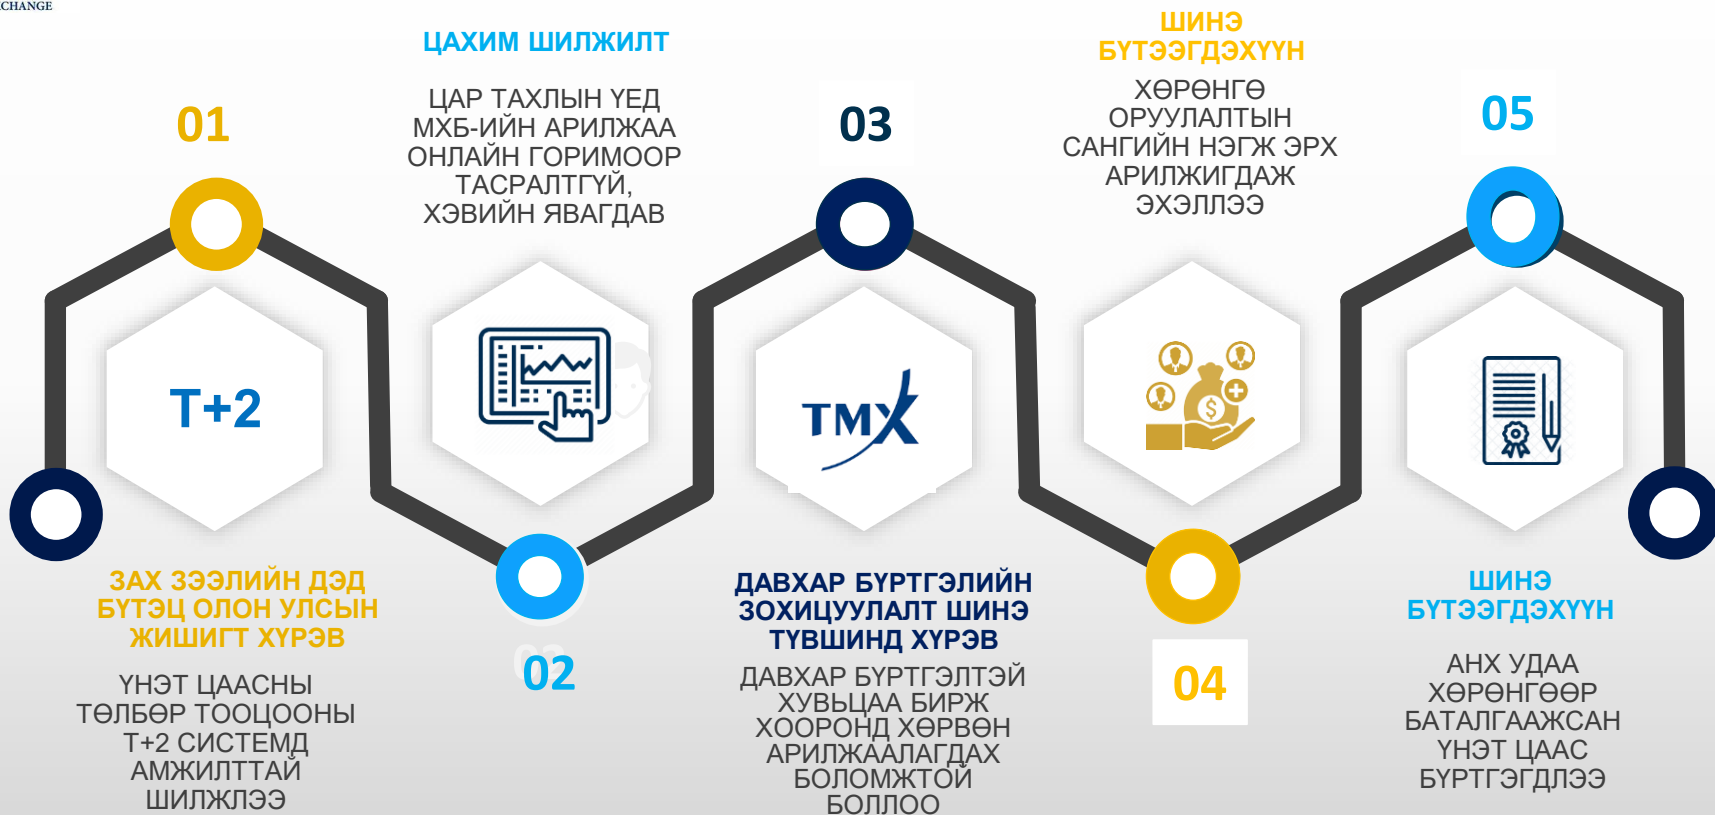 01
T+2
ЗАХ ЗЭЭЛИЙН ДЭД
БҮТЭЦ ОЛОН УЛСЫН
ЖИШИГТ ХҮРЭВ
ҮНЭТ ЦААСНЫ
ТӨЛБӨР ТООЦООНЫ
T+2 СИСТЕМД
АМЖИЛТТАЙ
ШИЛЖЛЭЭ
ЦАХИМ ШИЛЖИЛТ
ЦАР ТАХЛЫН ҮЕД
МХБ-ИЙН АРИЛЖАА
ОНЛАЙН ГОРИМООР
ТАСРАЛТГҮЙ,
ХЭВИЙН ЯВАГДАВ
02
03
TMX
ДАВХАР БҮРТГЭЛИЙН
ЗОХИЦУУЛАЛТ ШИНЭ
ТҮВШИНД ХҮРЭВ
ДАВХАР БҮРТГЭЛТЭЙ
ХУВЬЦАА БИРЖ
ХООРОНД ХӨРВӨН
АРИЛЖААЛАГДАХ
БОЛОМЖТОЙ
БОЛЛОО
ШИНЭ
БҮТЭЭГДЭХҮҮН
ХӨРӨНГӨ
ОРУУЛАЛТЫН
САНГИЙН НЭГЖ ЭРХ
АРИЛЖИГДАЖ
ЭХЭЛЛЭЭ
04
05
ШИНЭ
БҮТЭЭГДЭХҮҮН
АНХ УДАА
ХӨРӨНГӨӨР
БАТАЛГААЖСАН
ҮНЭТ ЦААС
БҮРТГЭГДЛЭЭ